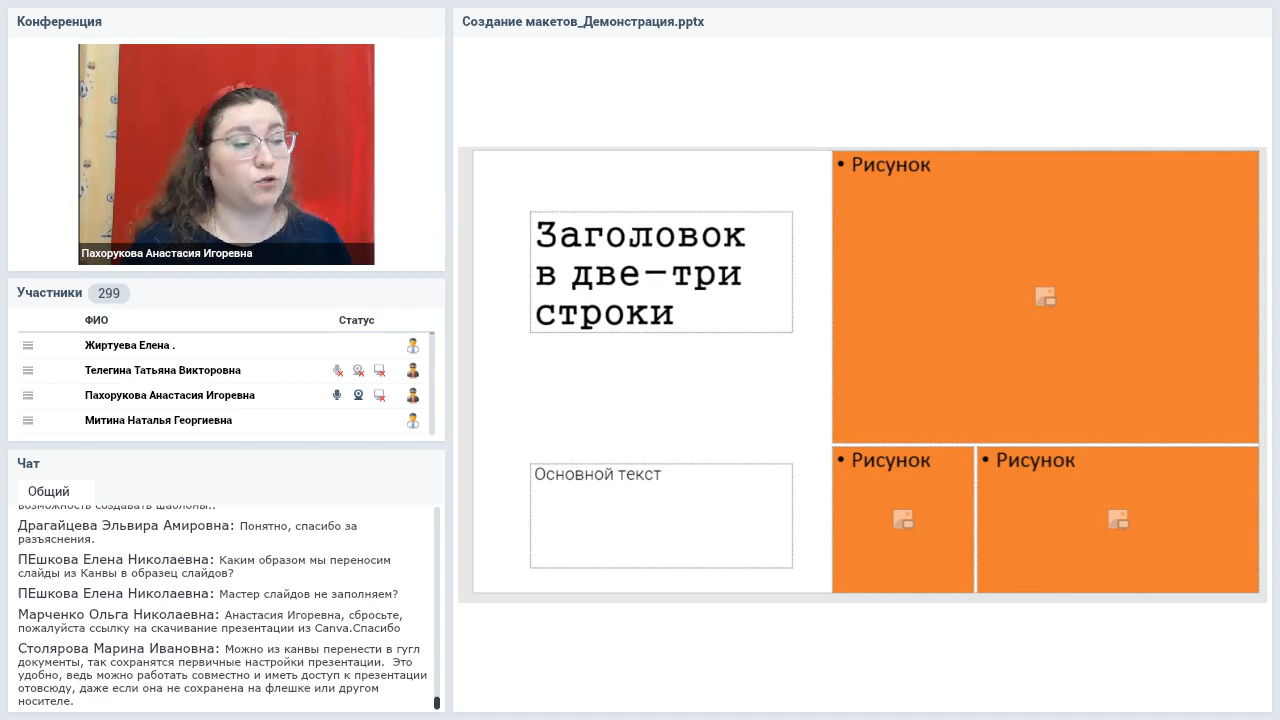 Конференция
Пахорукова Анастасия Игоревна
Участники 299
ФИО Статус
Жиртуева Елена .
Телегина Татьяна Викторовна
Пахорукова Анастасия Игоревна
Митина Наталья Георгиевна
Чат
Общий
возможность создавать шаблоны..
Драгайцева Эльвира Амировна: Понятно, спасибо за
разъяснения.
ПЕшкова Елена Николаевна: Каким образом мы переносим
слайды из Канвы в образец слайдов?
ПЕшкова Елена Николаевна: Мастер слайдов не заполняем?
Марченко Ольга Николаевна: Анастасия Игоревна, сбросьте,
пожалуйста ссылку на скачивание презентации из Canva.Спасибо
Столярова Марина Ивановна: Можно из канвы перенести в гугл
документы, так сохранятся первичные настройки презентации. Это
удобно, ведь можно работать совместно и иметь доступ к презентации
отовсюду, даже если она не сохранена на флешке или другом
носителе.
Создание макетов_Демонстрация.pptx
Заголовок
в две-три
строки
Основной текст
• Рисунок
• Рисунок
• Рисунок